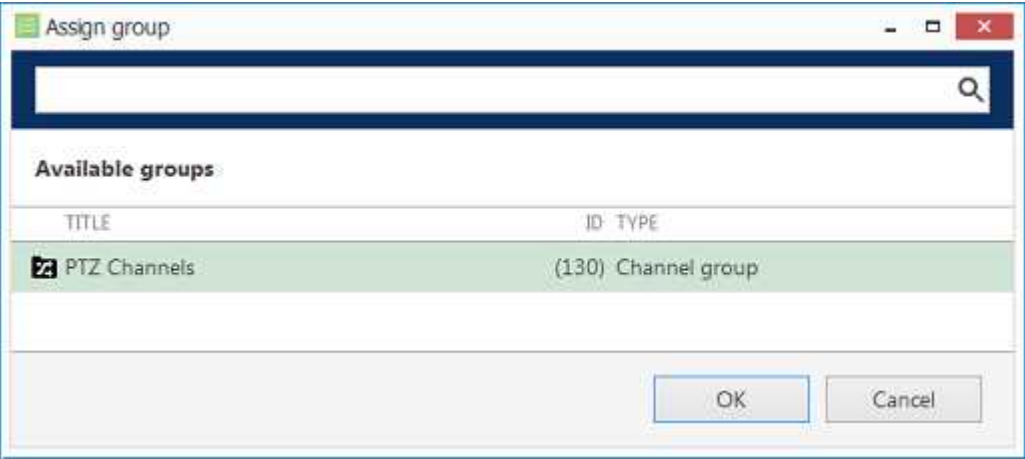 Assign group
Available groups
TITLE ID TYPE
PTZ Channels (130) Channel group
OK Cancel